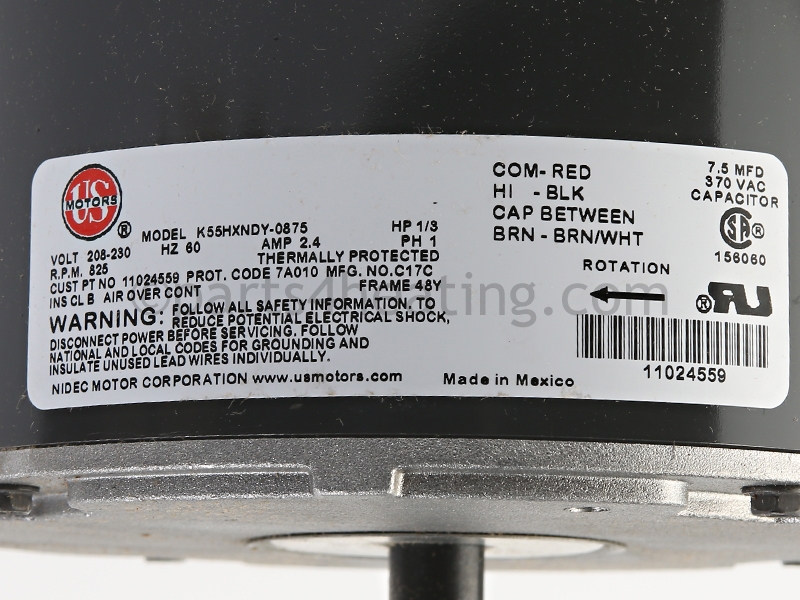 US
MOTORS
®
MODEL K55HXNDY-0875 HP 1/3
VOLT 208-230 HZ 60 AMP 2.4 PH 1
R.P.M. 825 THERMALLY PROTECTED
CUST PT NO 11024559 PROT. CODE 7A010 MFG. NO.C17C
INS CL B AIR OVER CONT FRAME 48Y
WARNING: FOLLOW ALL SAFETY INFORMATION. TO
REDUCE POTENTIAL ELECTRICAL SHOCK,
DISCONNECT POWER BEFORE SERVICING. FOLLOW
NATIONAL AND LOCAL CODES FOR GROUNDING AND
INSULATE UNUSED LEAD WIRES INDIVIDUALLY.
NIDEC MOTOR CORPORATION www.usmotors.com Made in Mexico
COM- RED
HI - BLK
CAP BETWEEN
BRN - BRN/WHT
7.5 MFD
370 VAC
CAPACITOR
SA ®
156060
ROTATION
® RU
11024559
parts4heating.com